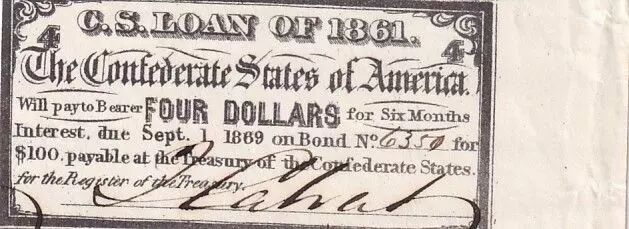 C. S. LOAN OF 1861.
4 4
The Confederate States of America.
Will pay to Bearer FOUR DOLLARS for Six Months
Interest, due Sept. 1, 1869 on Bond No. 6350 for
$100, payable at the Treasury of the Confederate States.
for the Register of the Treasury.